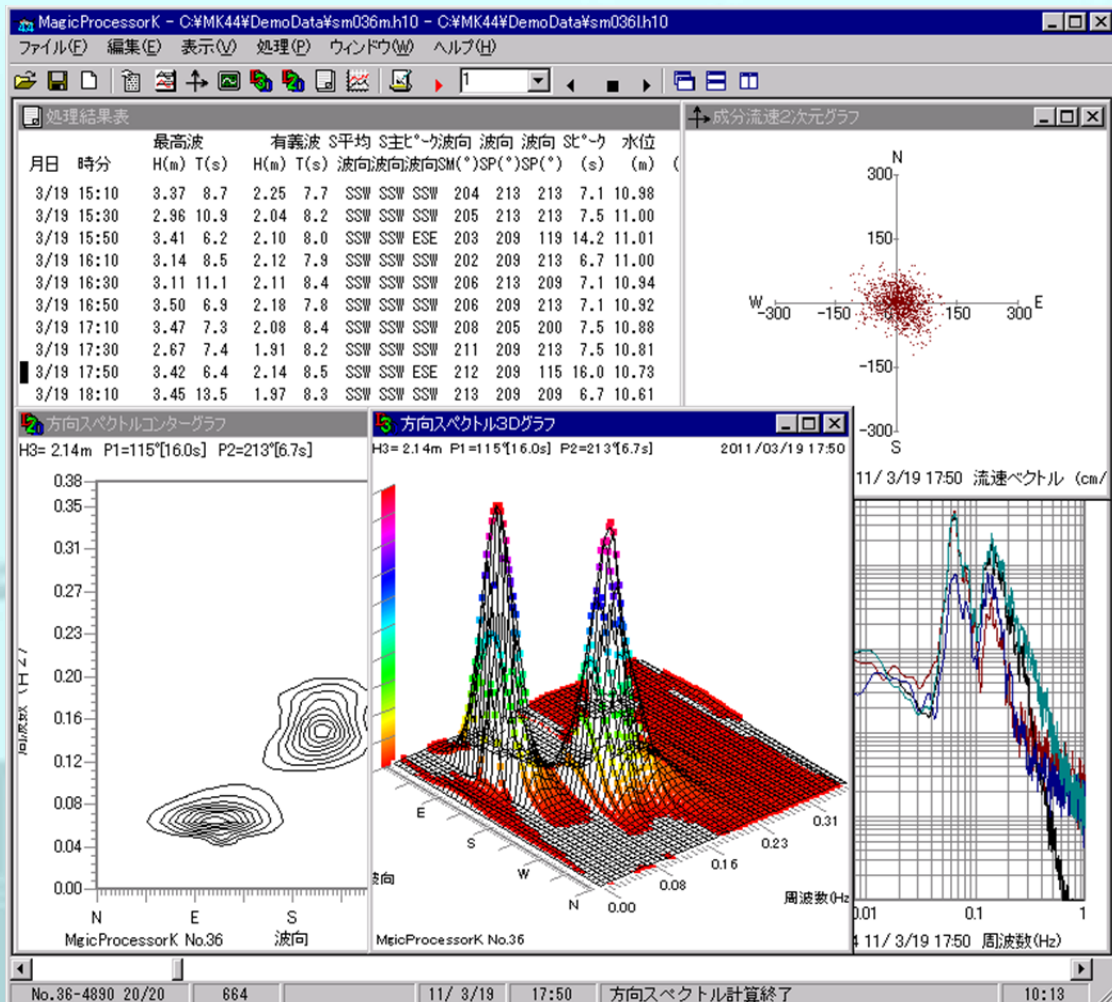 MagicProcessorK - C:¥MK44¥DemoData¥sm036m.h10 - C:¥MK44¥DemoData¥sm036l.h10
ファイル(F) 編集(E) 表示(V) 処理(P) ウィンドウ(W) ヘルプ(H)
1
処理結果表
最高波 有義波 S平均 S主ピーク波向 波向 波向 Sピーク 水位
月日 時分 H(m) T(s) H(m) T(s) 波向波向波向SM(°)SP(°)SP(°) (s) (m) (
3/19 15:10 3.37 8.7 2.25 7.7 SSW SSW SSW 204 213 213 7.1 10.98
3/19 15:30 2.96 10.9 2.04 8.2 SSW SSW SSW 205 213 213 7.5 11.00
3/19 15:50 3.41 6.2 2.10 8.0 SSW SSW ESE 203 209 119 14.2 11.01
3/19 16:10 3.14 8.5 2.12 7.9 SSW SSW SSW 202 209 213 6.7 11.00
3/19 16:30 3.11 11.1 2.11 8.4 SSW SSW SSW 206 213 209 7.1 10.94
3/19 16:50 3.50 6.9 2.18 7.8 SSW SSW SSW 206 209 213 7.1 10.92
3/19 17:10 3.47 7.3 2.08 8.4 SSW SSW SSW 208 205 200 7.5 10.88
3/19 17:30 2.67 7.4 1.91 8.2 SSW SSW SSW 211 209 213 7.5 10.81
3/19 17:50 3.42 6.4 2.14 8.5 SSW SSW ESE 212 209 115 16.0 10.73
3/19 18:10 3.45 13.5 1.97 8.3 SSW SSW SSW 213 209 209 6.7 10.61
成分流速2次元グラフ
N
300
150
W -300 -150 150 300 E
-150
-300
S
11/ 3/19 17:50 流速ベクトル (cm/
方向スペクトルコンターグラフ
H3= 2.14m P1=115°[16.0s] P2=213°[6.7s]
0.38
0.35
0.31
0.27
0.23
0.20
0.16
0.12
0.08
0.04
0.00
N E S
MgicProcessorK No.36 波向
方向スペクトル3Dグラフ
H3= 2.14m P1=115°[16.0s] P2=213°[6.7s] 2011/03/19 17:50
E
S
W
N
波向
0.00
0.08
0.16
0.23
0.31
周波数(Hz
MgicProcessorK No.36
0.01 0.1 1
4 11/ 3/19 17:50 周波数(Hz)
No.36-4890 20/20 664 11/ 3/19 17:50 方向スペクトル計算終了 10:13